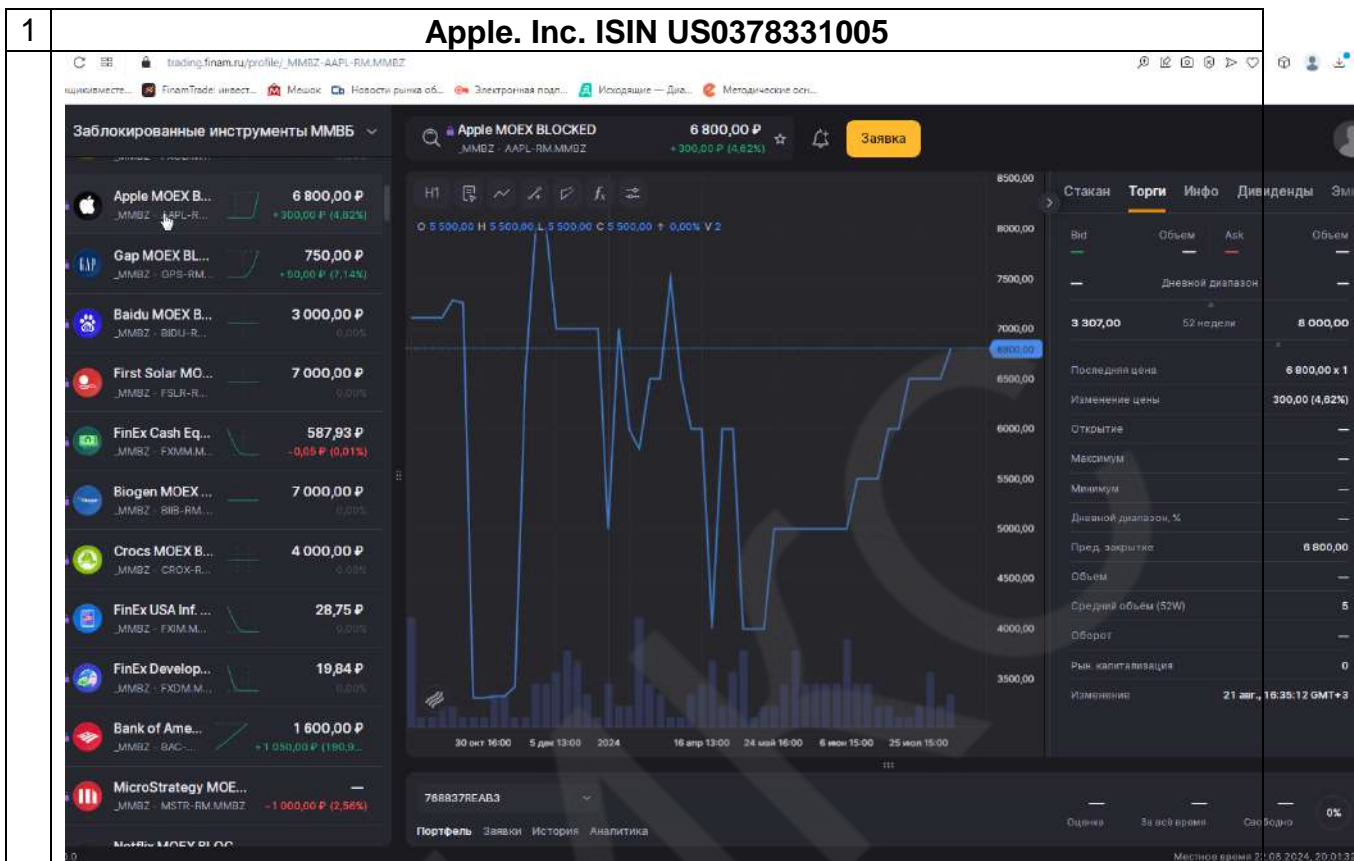 1
Apple. Inc. ISIN US0378331005
trading.finam.ru/profile/_MMBZ-AAPL-RM.MMBZ
щикивместе... FinamTrade: инвест... Мешок Новости рынка об... Электронная подп... Исходящие — Диа... Методические осн...
Заблокированные инструменты ММВБ
Apple MOEX BLOCKED 6 800,00 ₽
_MMBZ · AAPL-RM.MMBZ +300,00 ₽ (4,62%)
Заявка
Apple MOEX B... 6 800,00 ₽
_MMBZ · AAPL-R... +300,00 ₽ (4,62%)
Gap MOEX BL... 750,00 ₽
_MMBZ · GPS-RM... +50,00 ₽ (7,14%)
Baidu MOEX B... 3 000,00 ₽
_MMBZ · BIDU-R... 0,00%
First Solar MO... 7 000,00 ₽
_MMBZ · FSLR-R... 0,00%
FinEx Cash Eq... 587,93 ₽
_MMBZ · FXMM.M... -0,05 ₽ (0,01%)
Biogen MOEX ... 7 000,00 ₽
_MMBZ · BIIB-RM... 0,00%
Crocs MOEX B... 4 000,00 ₽
_MMBZ · CROX-R... 0,00%
FinEx USA Inf. ... 28,75 ₽
_MMBZ · FXIM.M... 0,00%
FinEx Develop... 19,84 ₽
_MMBZ · FXDM.M... 0,00%
Bank of Ame... 1 600,00 ₽
_MMBZ · BAC-... +1 050,00 ₽ (190,9...
MicroStrategy MOE... —
_MMBZ · MSTR-RM.MMBZ -1 000,00 ₽ (2,56%)
Netflix MOEX BLOC
H1
O 5 500,00 H 5 500,00 L 5 500,00 C 5 500,00 ↑ 0,00% V 2
8500,00
8000,00
7500,00
7000,00
6800,00
6500,00
6000,00
5500,00
5000,00
4500,00
4000,00
3500,00
30 окт 16:00 5 дек 13:00 2024 16 апр 13:00 24 май 16:00 6 июн 15:00 25 июл 15:00
Стакан Торги Инфо Дивиденды Эми
Bid Объем Ask Объем
— — — —
— Дневной диапазон —
3 307,00 52 недели 8 000,00
Последняя цена 6 800,00 x 1
Изменение цены 300,00 (4,62%)
Открытие —
Максимум —
Минимум —
Дневной диапазон, % —
Пред. закрытие 6 800,00
Объем —
Средний объем (52W) 5
Оборот —
Рын. капитализация 0
Изменение 21 авг., 16:35:12 GMT+3
768837REAB3
Портфель Заявки История Аналитика
— — —
Оценка За всё время Свободно 0%
Местное время 22.08.2024, 20:01:3